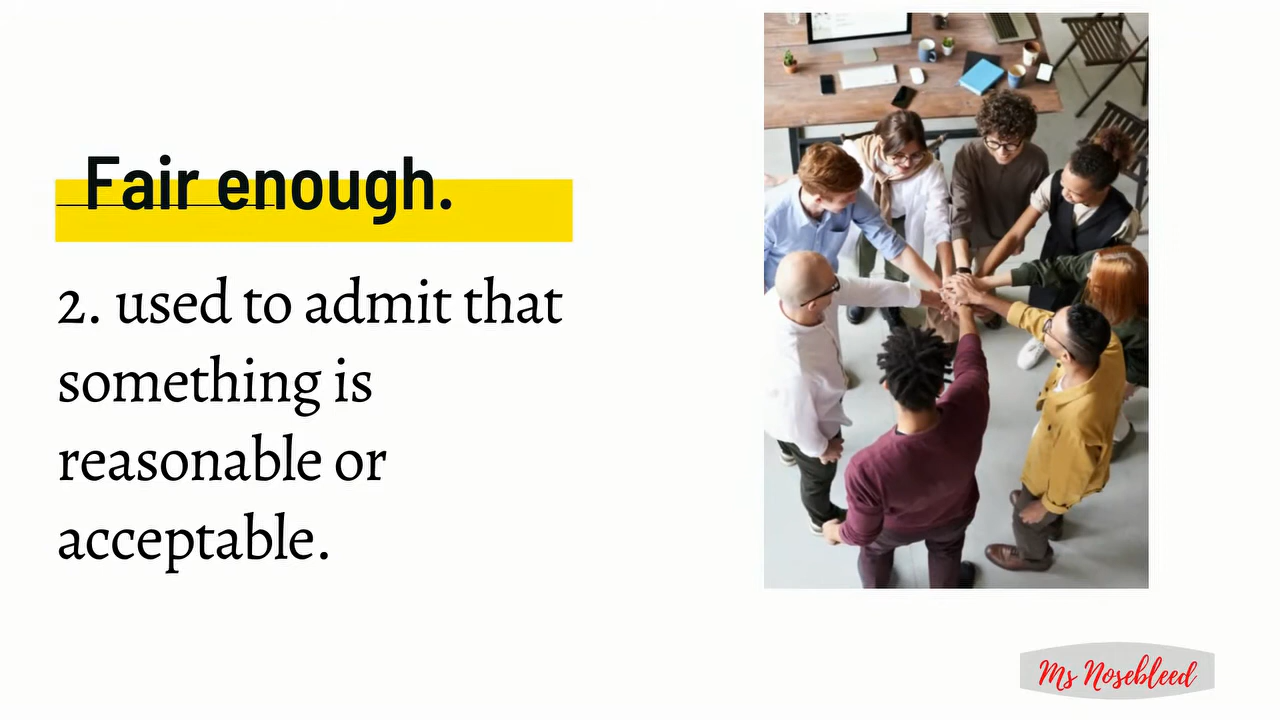 Fair enough.
2. used to admit that
something is
reasonable or
acceptable.
Ms Nosebleed